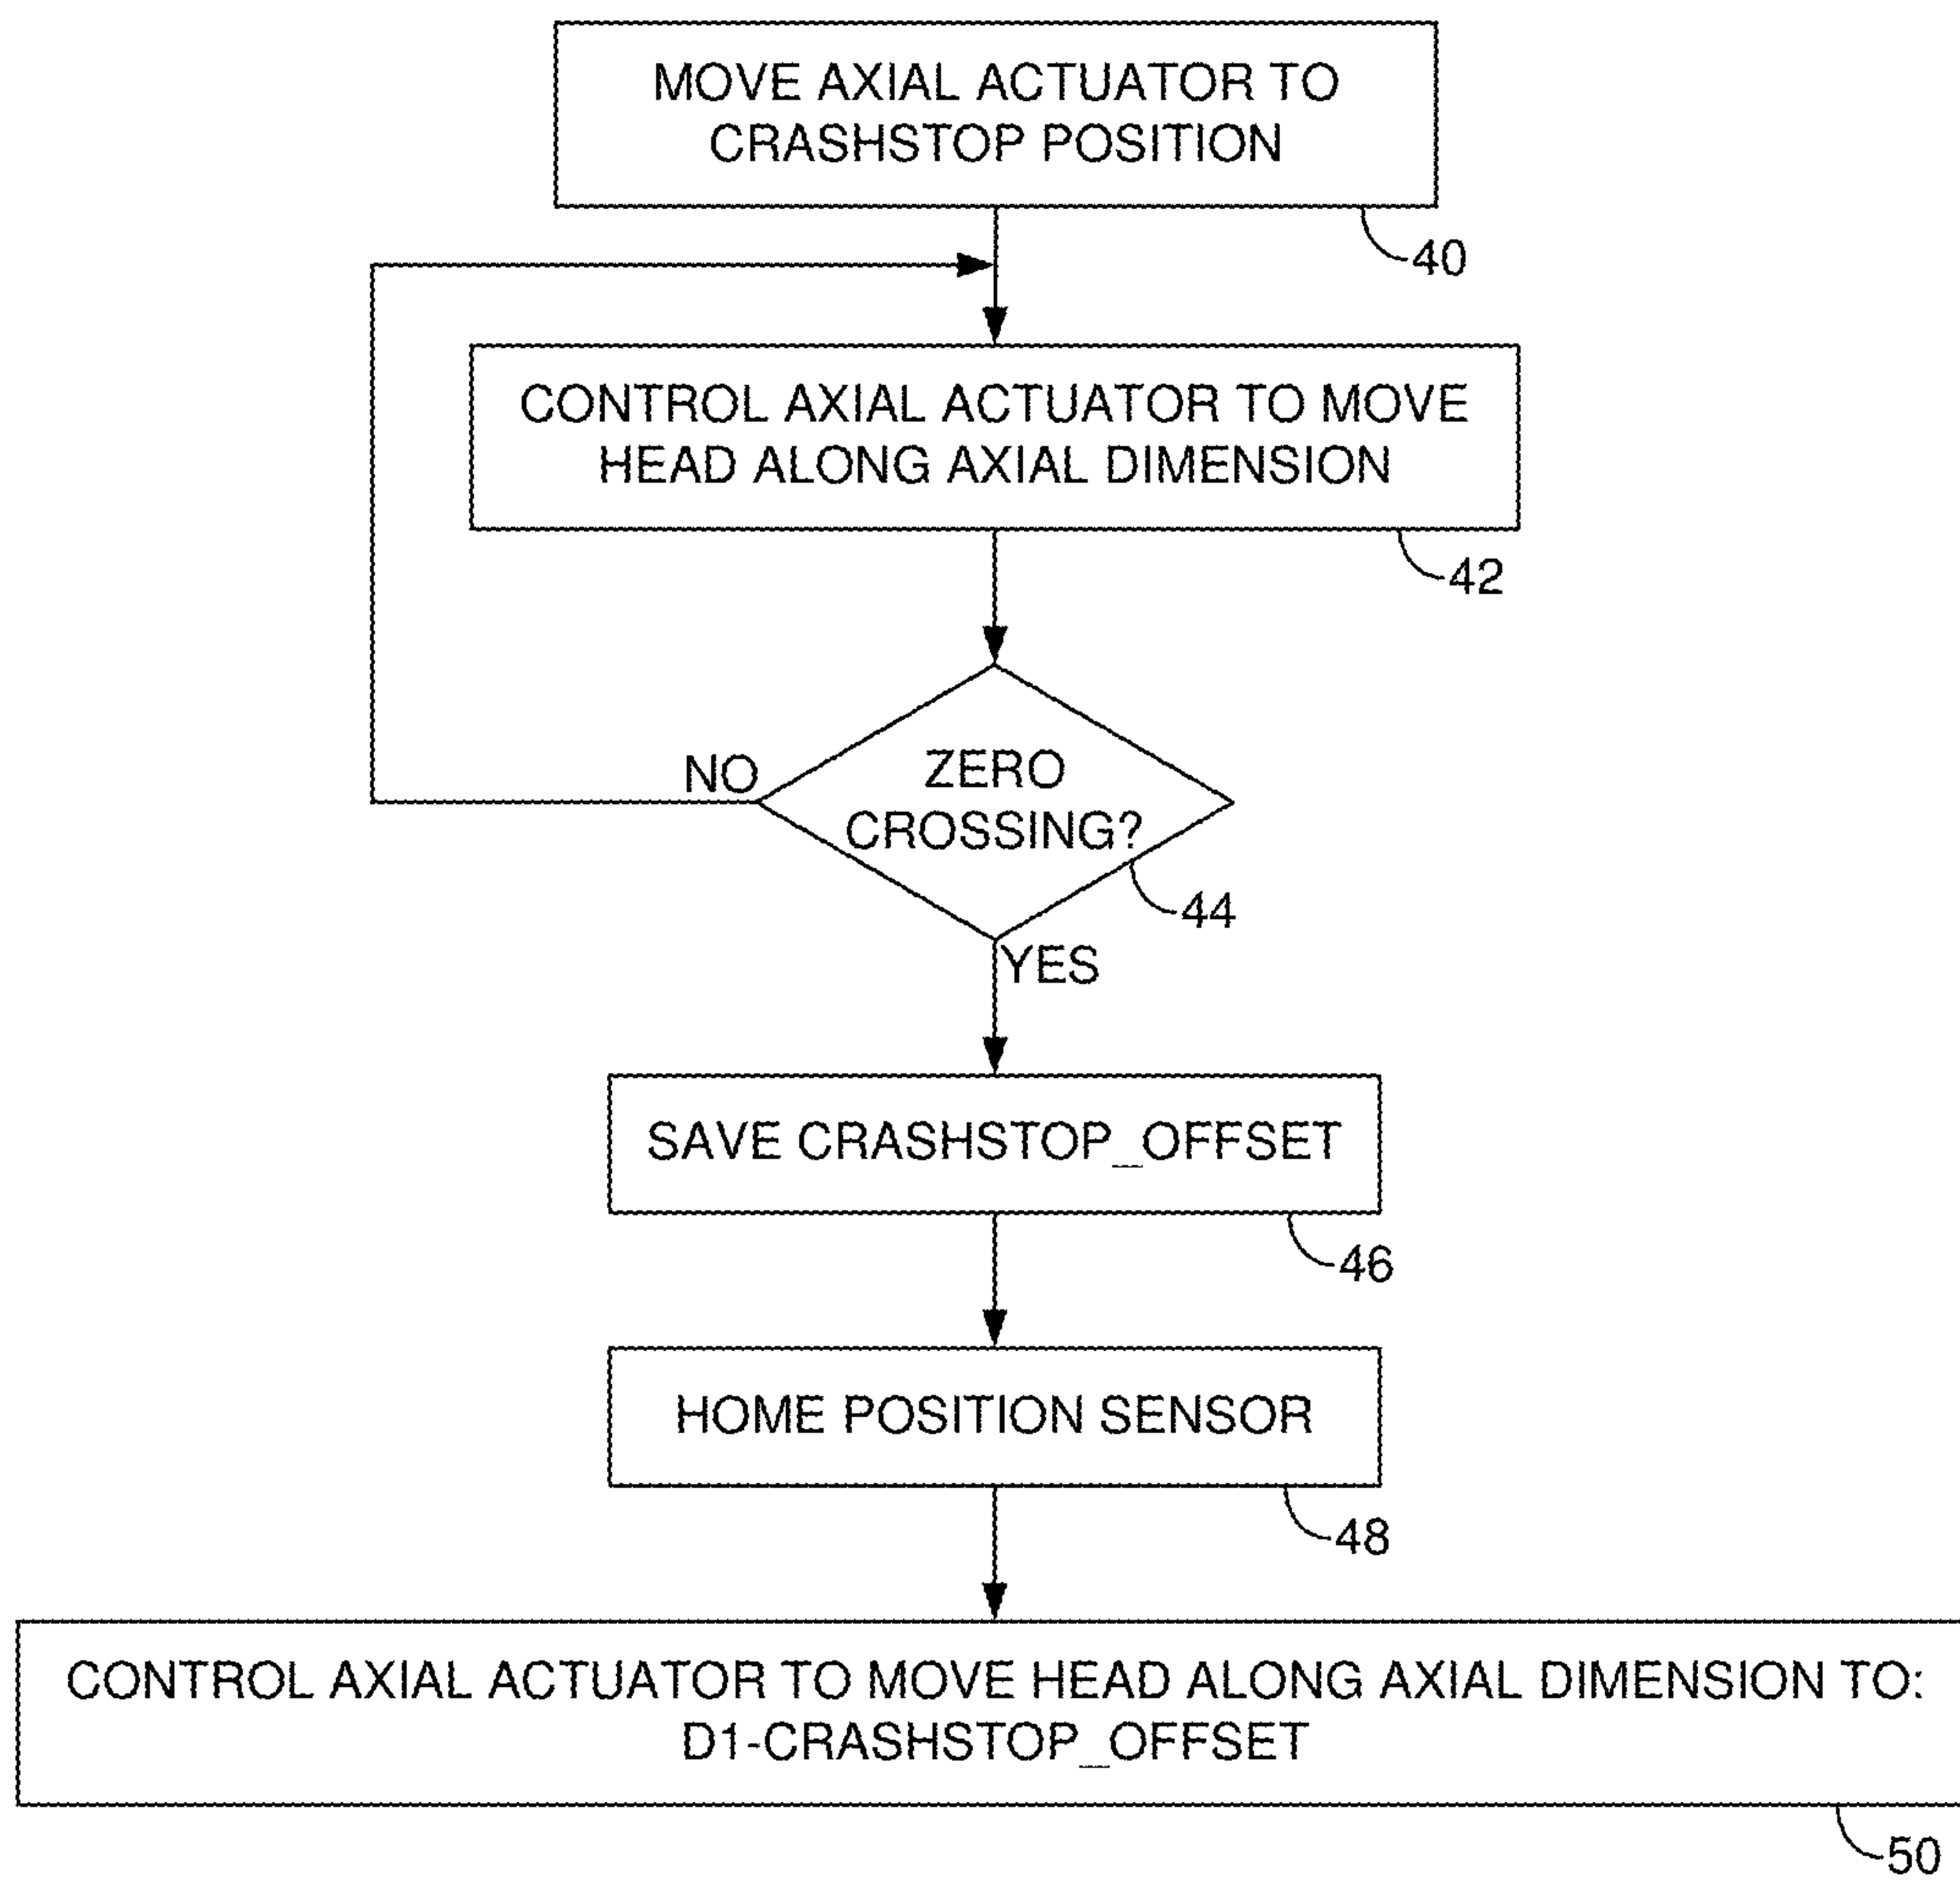 MOVE AXIAL ACTUATOR TO
CRASHSTOP POSITION
40
CONTROL AXIAL ACTUATOR TO MOVE
HEAD ALONG AXIAL DIMENSION
42
NO
ZERO
CROSSING?
44
YES
SAVE CRASHSTOP_OFFSET
46
HOME POSITION SENSOR
48
CONTROL AXIAL ACTUATOR TO MOVE HEAD ALONG AXIAL DIMENSION TO:
D1-CRASHSTOP_OFFSET
50